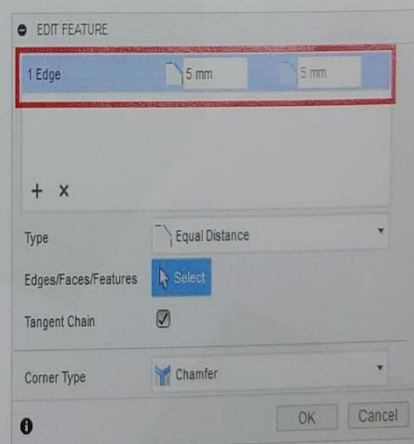 EDIT FEATURE
1 Edge 5 mm 5 mm
+ x
Type Equal Distance
Edges/Faces/Features Select
Tangent Chain
Corner Type Chamfer
OK Cancel